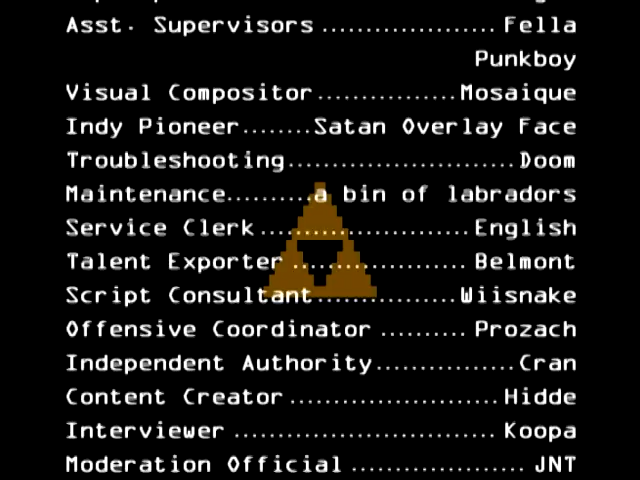 Asst. Supervisors ................... Fella
Punkboy
Visual Compositor................Mosaique
Indy Pioneer........Satan Overlay Face
Troubleshooting..........................Doom
Maintenance..........a bin of labradors
Service Clerk ........................ English
Talent Exporter ..................... Belmont
Script Consultant.................Wiisnake
Offensive Coordinator .......... Prozach
Independent Authority.................Cran
Content Creator ......................... Hidde
Interviewer ............................... Koopa
Moderation Official .................... JNT